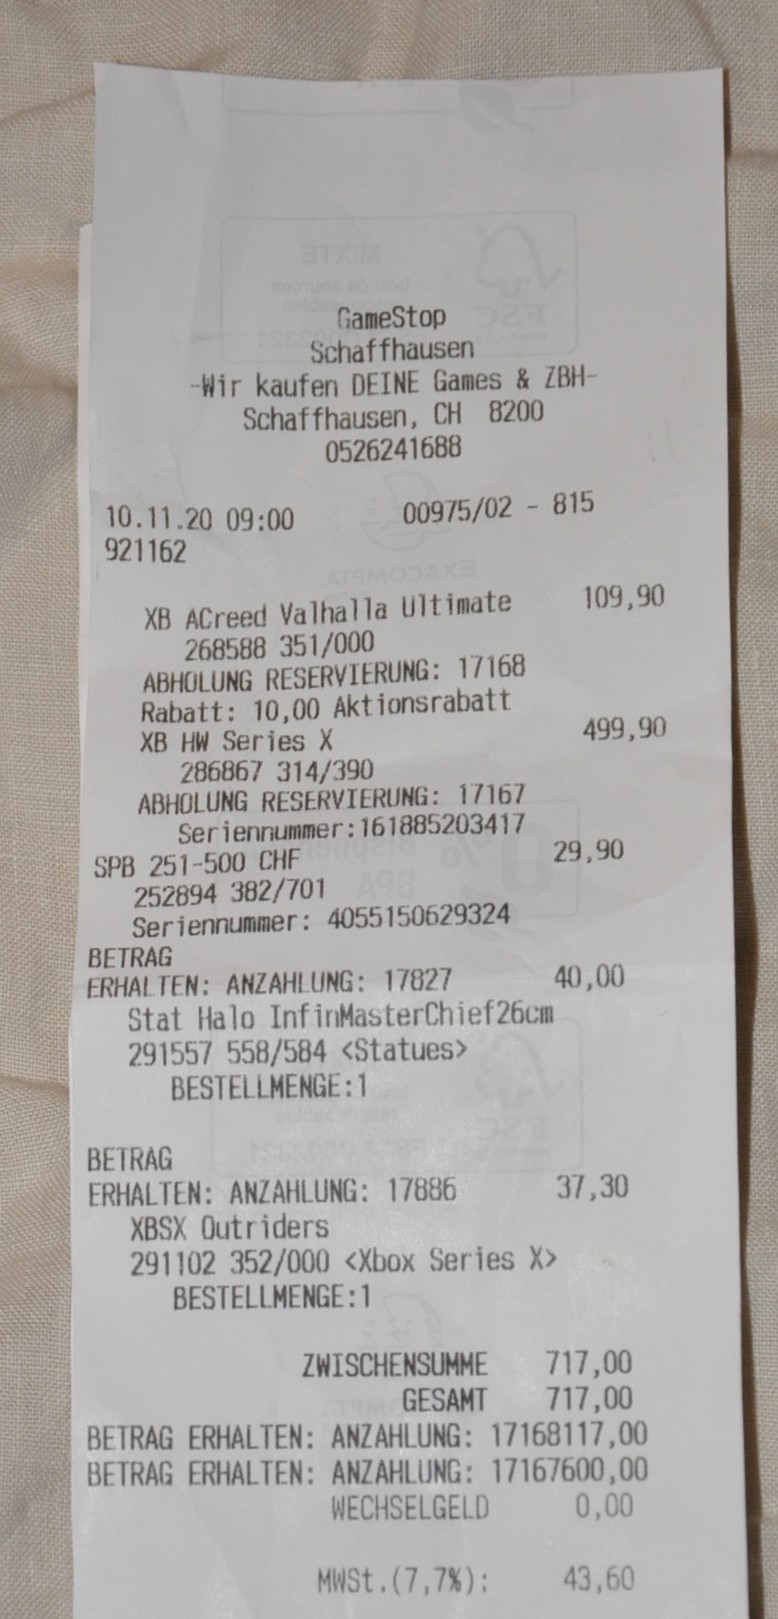 GameStop
Schaffhausen
-Wir kaufen DEINE Games & ZBH-
Schaffhausen, CH 8200
0526241688
10.11.20 09:00 00975/02 - 815
921162
XB ACreed Valhalla Ultimate 109,90
268588 351/000
ABHOLUNG RESERVIERUNG: 17168
Rabatt: 10,00 Aktionsrabatt
XB HW Series X 499,90
286867 314/390
ABHOLUNG RESERVIERUNG: 17167
Seriennummer:161885203417
SPB 251-500 CHF 29,90
252894 382/701
Seriennummer: 4055150629324
BETRAG
ERHALTEN: ANZAHLUNG: 17827 40,00
Stat Halo InfinMasterChief26cm
291557 558/584 <Statues>
BESTELLMENGE:1
BETRAG
ERHALTEN: ANZAHLUNG: 17886 37,30
XBSX Outriders
291102 352/000 <Xbox Series X>
BESTELLMENGE:1
ZWISCHENSUMME 717,00
GESAMT 717,00
BETRAG ERHALTEN: ANZAHLUNG: 17168117,00
BETRAG ERHALTEN: ANZAHLUNG: 17167600,00
WECHSELGELD 0,00
MWSt.(7,7%): 43,60